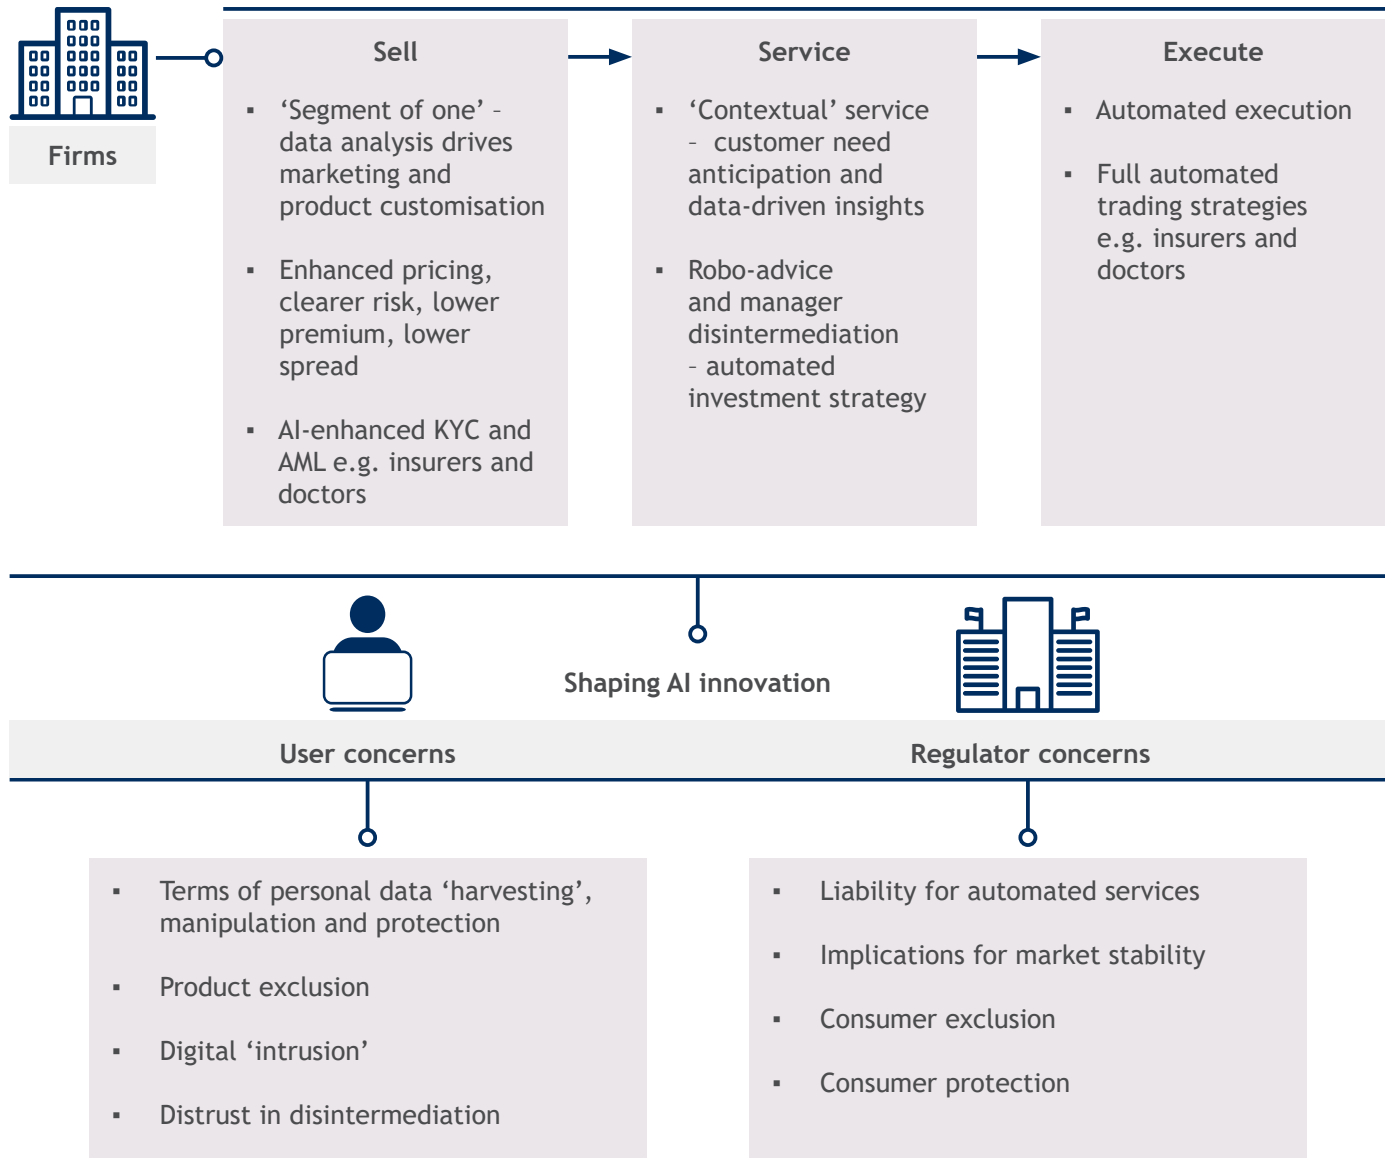 Firms
Sell
▪ ‘Segment of one’ –
data analysis drives
marketing and
product customisation
▪ Enhanced pricing,
clearer risk, lower
premium, lower
spread
▪ AI-enhanced KYC and
AML e.g. insurers and
doctors
Service
▪ ‘Contextual’ service
– customer need
anticipation and
data-driven insights
▪ Robo-advice
and manager
disintermediation
– automated
investment strategy
Execute
▪ Automated execution
▪ Full automated
trading strategies
e.g. insurers and
doctors
Shaping AI innovation
User concerns
▪ Terms of personal data ‘harvesting’,
manipulation and protection
▪ Product exclusion
▪ Digital ‘intrusion’
▪ Distrust in disintermediation
Regulator concerns
▪ Liability for automated services
▪ Implications for market stability
▪ Consumer exclusion
▪ Consumer protection